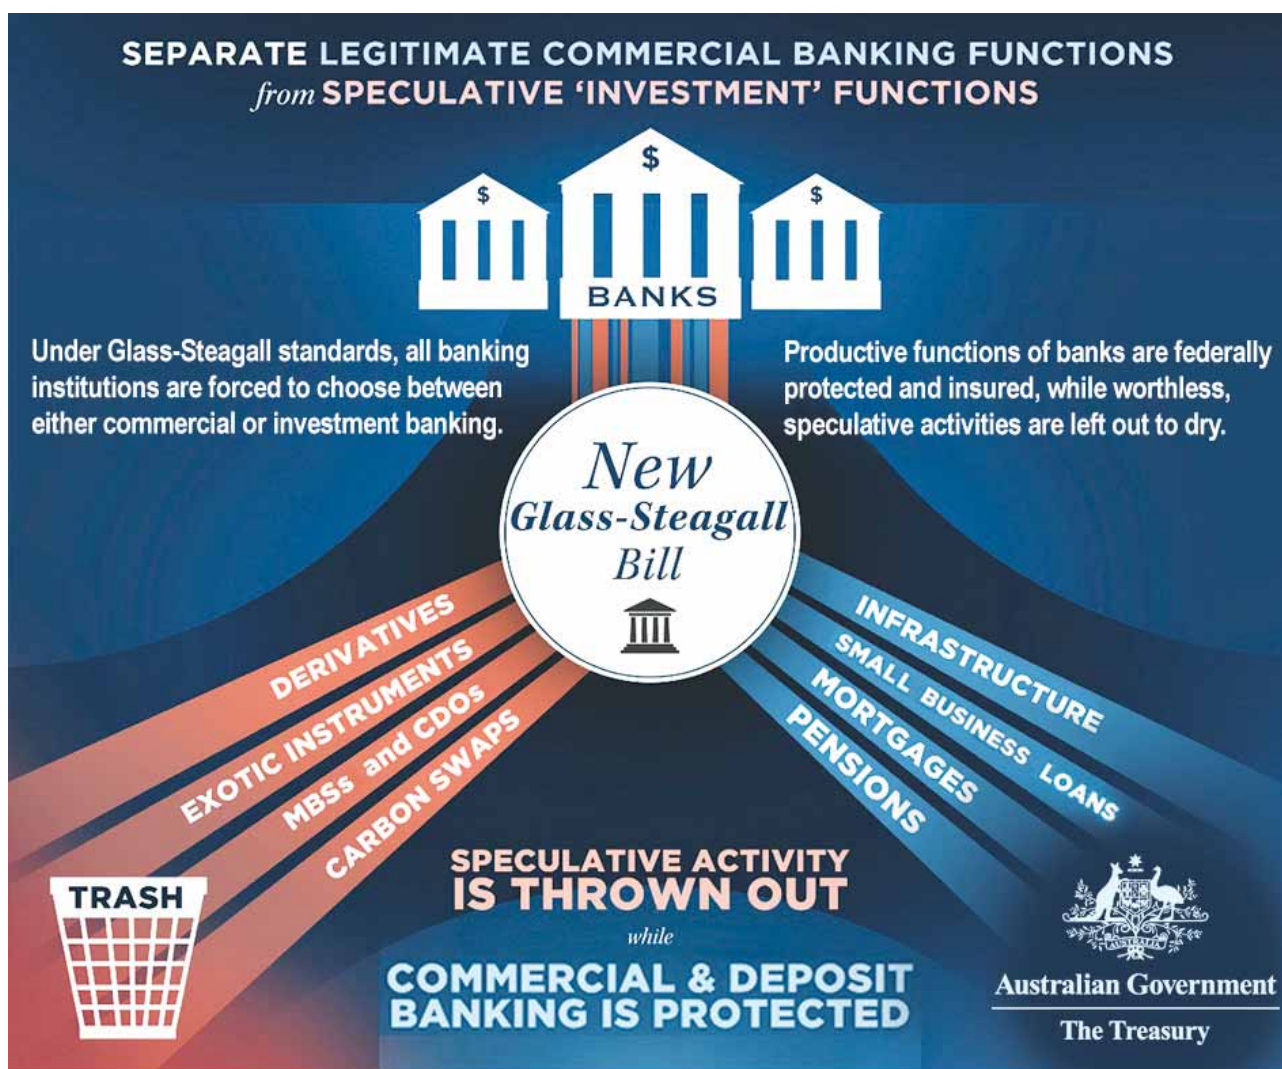 SEPARATE LEGITIMATE COMMERCIAL BANKING FUNCTIONS
from SPECULATIVE ‘INVESTMENT’ FUNCTIONS
$
$
$
BANKS
Under Glass-Steagall standards, all banking
institutions are forced to choose between
either commercial or investment banking.
Productive functions of banks are federally
protected and insured, while worthless,
speculative activities are left out to dry.
New
Glass-Steagall
Bill
DERIVATIVES
EXOTIC INSTRUMENTS
MBSs and CDOs
CARBON SWAPS
INFRASTRUCTURE
SMALL BUSINESS LOANS
MORTGAGES
PENSIONS
TRASH
SPECULATIVE ACTIVITY
IS THROWN OUT
while
COMMERCIAL & DEPOSIT
BANKING IS PROTECTED
AUSTRALIA
Australian Government
The Treasury